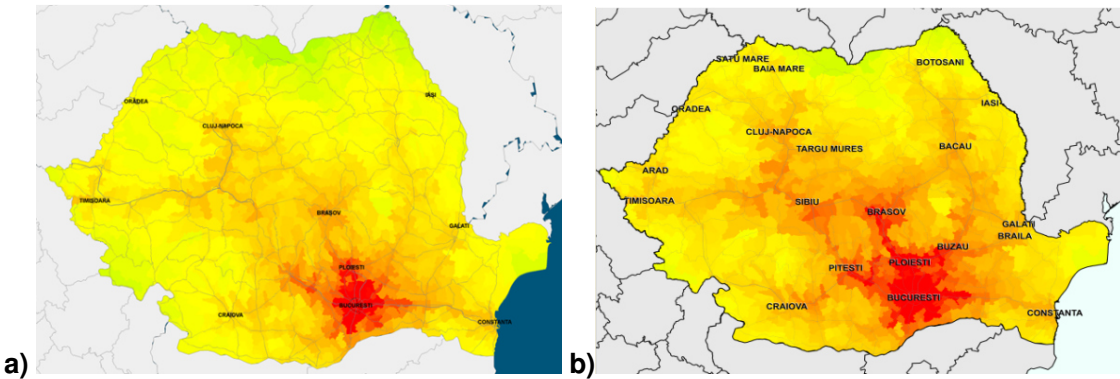 a)
ORADEA
IAȘI
CLUJ-NAPOCA
TIMISOARA
BRASOV
GALATI
PLOIESTI
BUCURESTI
CRAIOVA
CONSTANTA
b)
SATU MARE
BAIA MARE
BOTOSANI
ORADEA
IASI
CLUJ-NAPOCA
TARGU MURES
BACAU
ARAD
TIMISOARA
SIBIU
BRASOV
GALATI
BRAILA
BUZAU
PITESTI
PLOIESTI
BUCURESTI
CRAIOVA
CONSTANTA